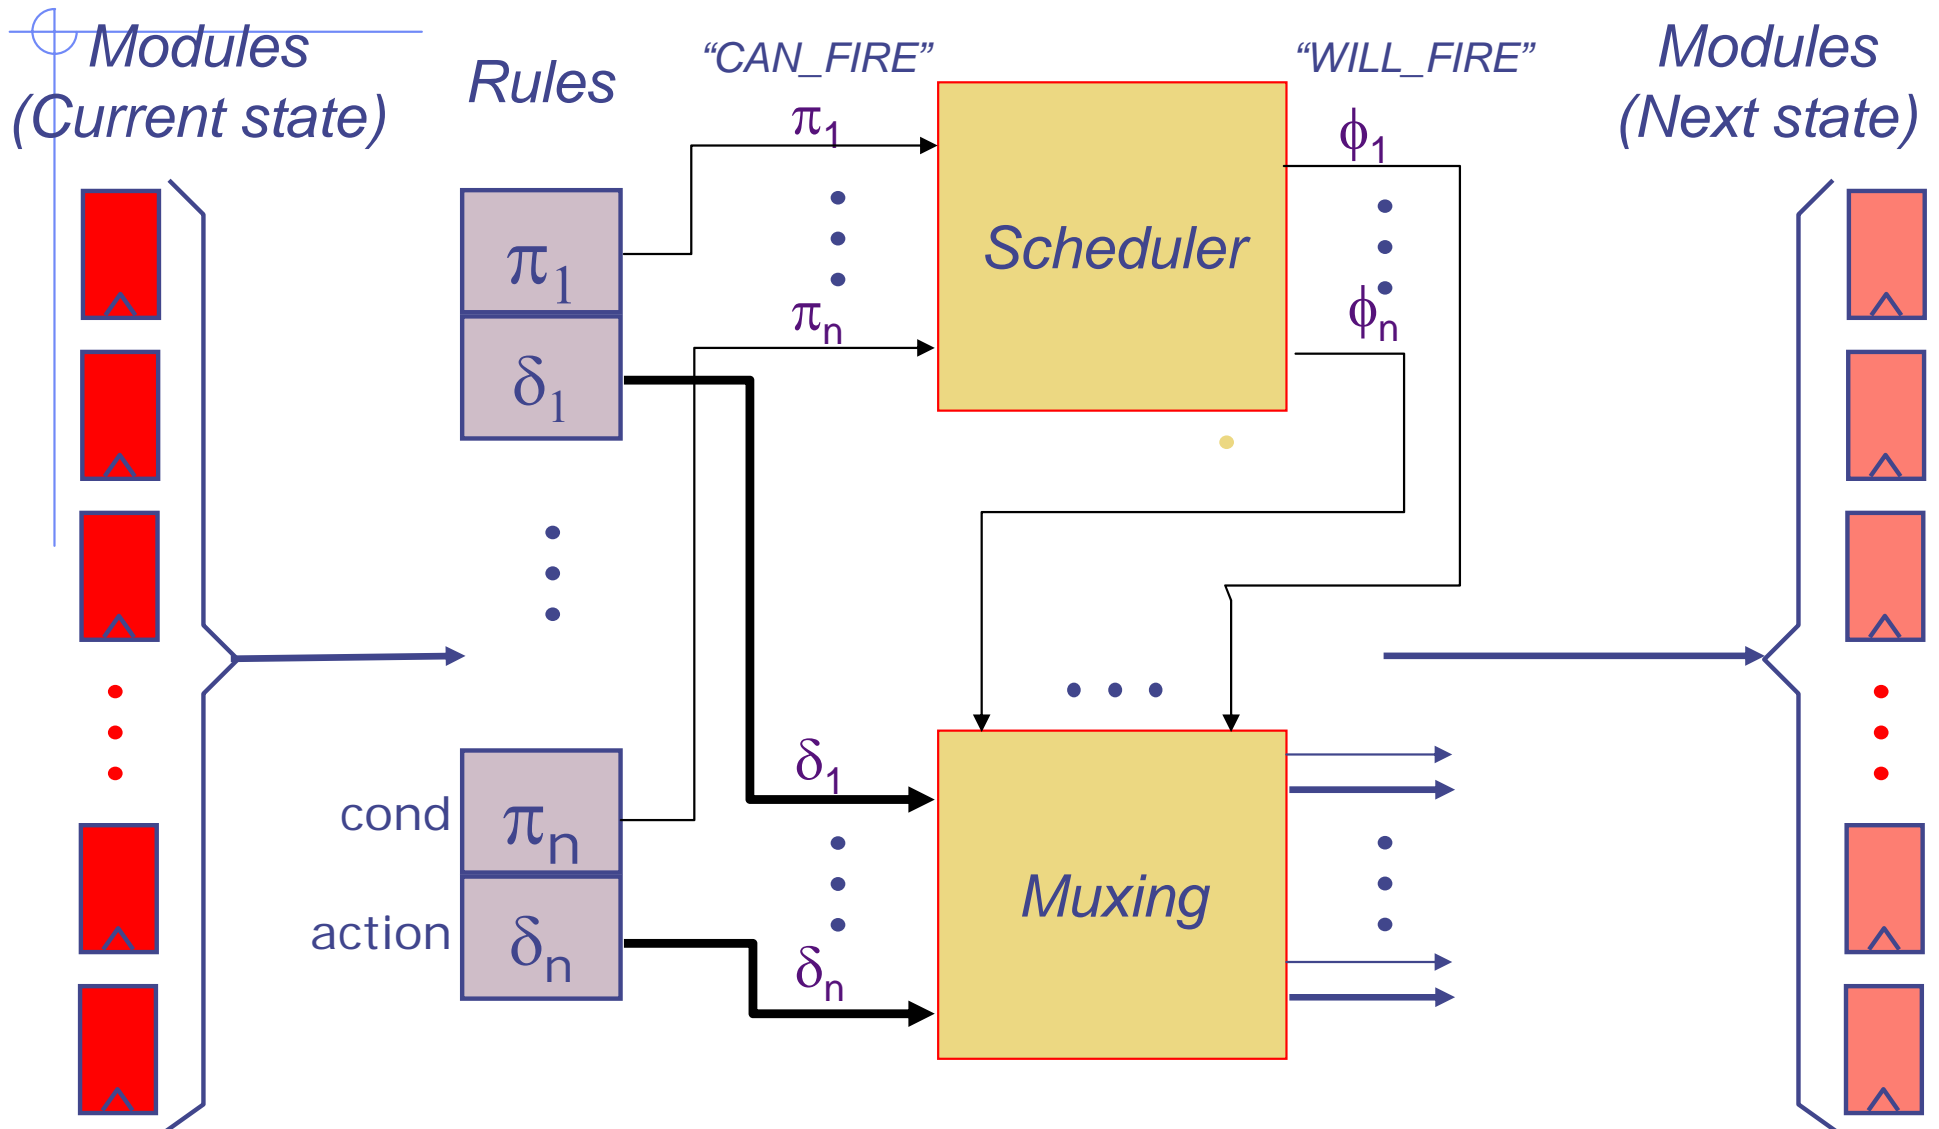 Modules
(Current state)
Rules
“CAN_FIRE”
“WILL_FIRE”
Modules
(Next state)
π1
πn
Scheduler
ϕ1
ϕn
π1
δ1
cond
πn
action
δn
δ1
δn
Muxing